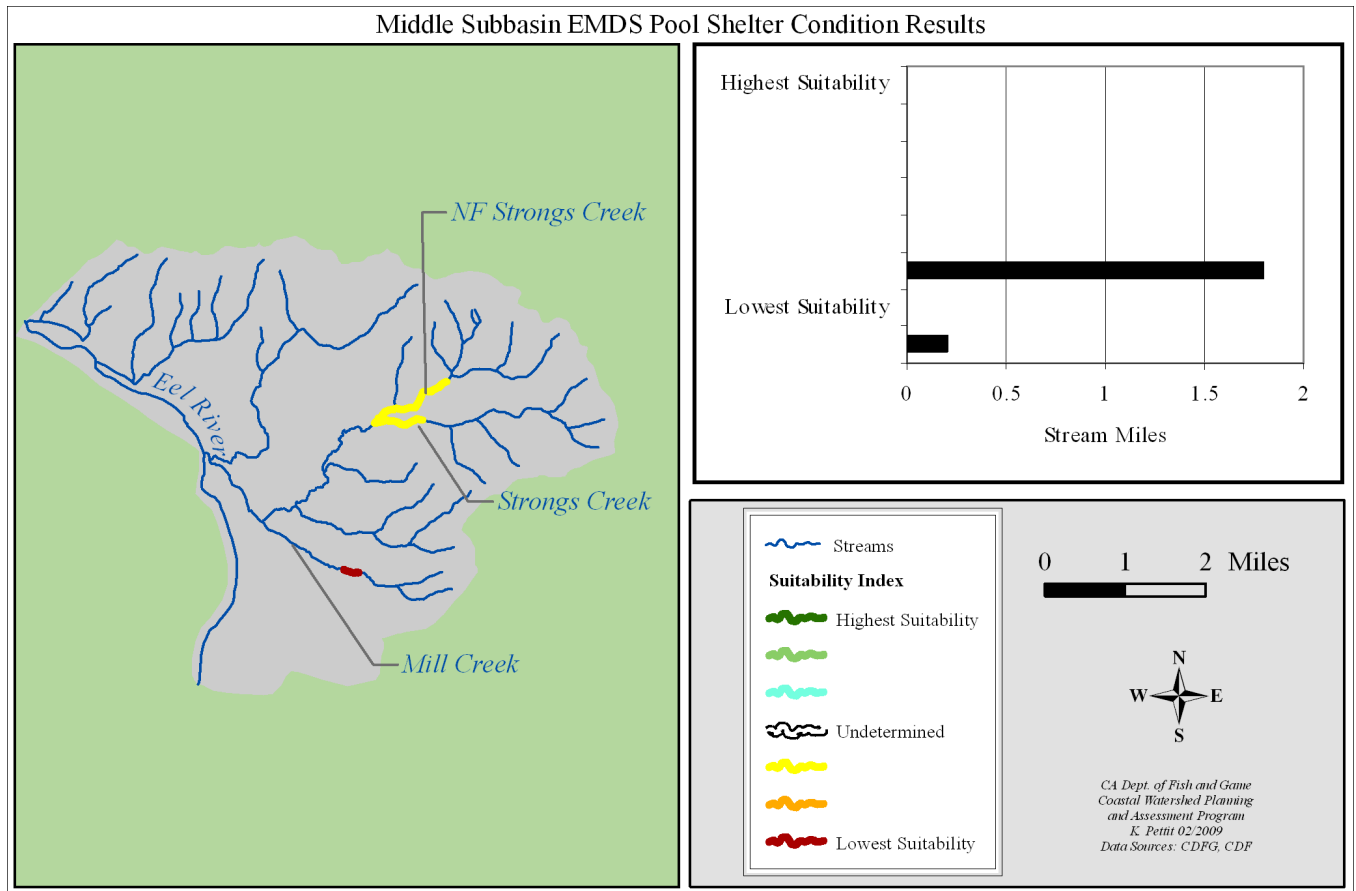 Middle Subbasin EMDS Pool Shelter Condition Results
NF Strongs Creek
Eel River
Strongs Creek
Mill Creek
Highest Suitability
Lowest Suitability
0 0.5 1 1.5 2
Stream Miles
Streams
Suitability Index
Highest Suitability
Undetermined
Lowest Suitability
0 1 2 Miles
N
W E
S
CA Dept. of Fish and Game
Coastal Watershed Planning
and Assessment Program
K. Pettit 02/2009
Data Sources: CDFG, CDF